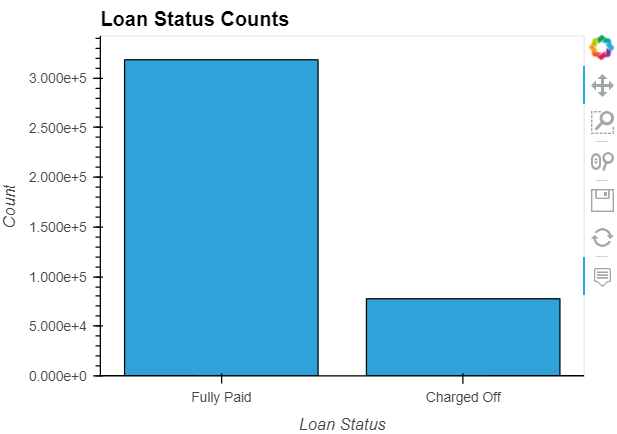 Loan Status Counts
3.000e+5
2.500e+5
2.000e+5
1.500e+5
1.000e+5
5.000e+4
0.000e+0
Count
Fully Paid
Charged Off
Loan Status